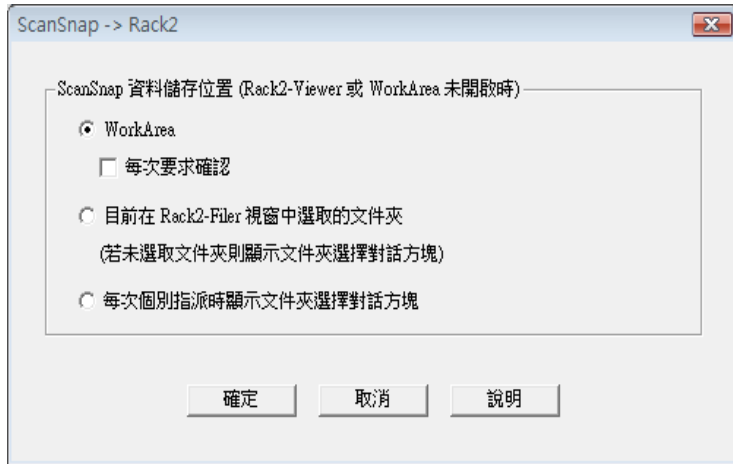 ScanSnap -> Rack2
ScanSnap 資料儲存位置 (Rack2-Viewer 或 WorkArea 未開啟時)
WorkArea
每次要求確認
目前在 Rack2-Filer 視窗中選取的文件夾
(若未選取文件夾則顯示文件夾選擇對話方塊)
每次個別指派時顯示文件夾選擇對話方塊
確定 取消 說明